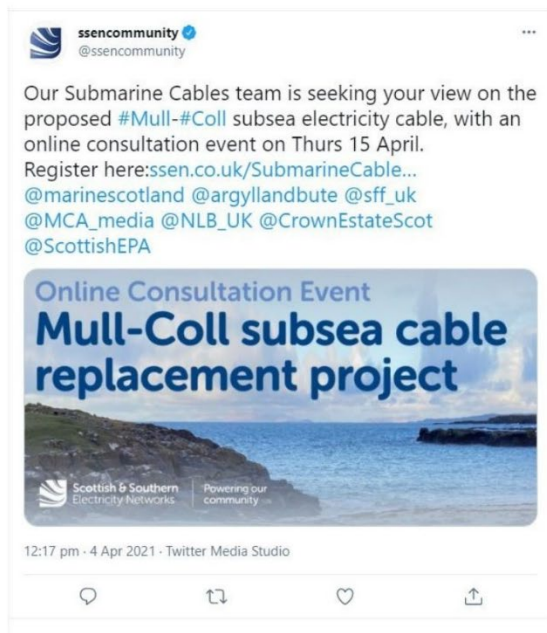 ssencommunity
@ssencommunity
Our Submarine Cables team is seeking your view on the
proposed #Mull-#Coll subsea electricity cable, with an
online consultation event on Thurs 15 April.
Register here:ssen.co.uk/SubmarineCable...
@marinescotland @argyllandbute @sff_uk
@MCA_media @NLB_UK @CrownEstateScot
@ScottishEPA
Online Consultation Event
Mull-Coll subsea cable
replacement project
Scottish & Southern
Electricity Networks
Powering our
community
12:17 pm · 4 Apr 2021 · Twitter Media Studio